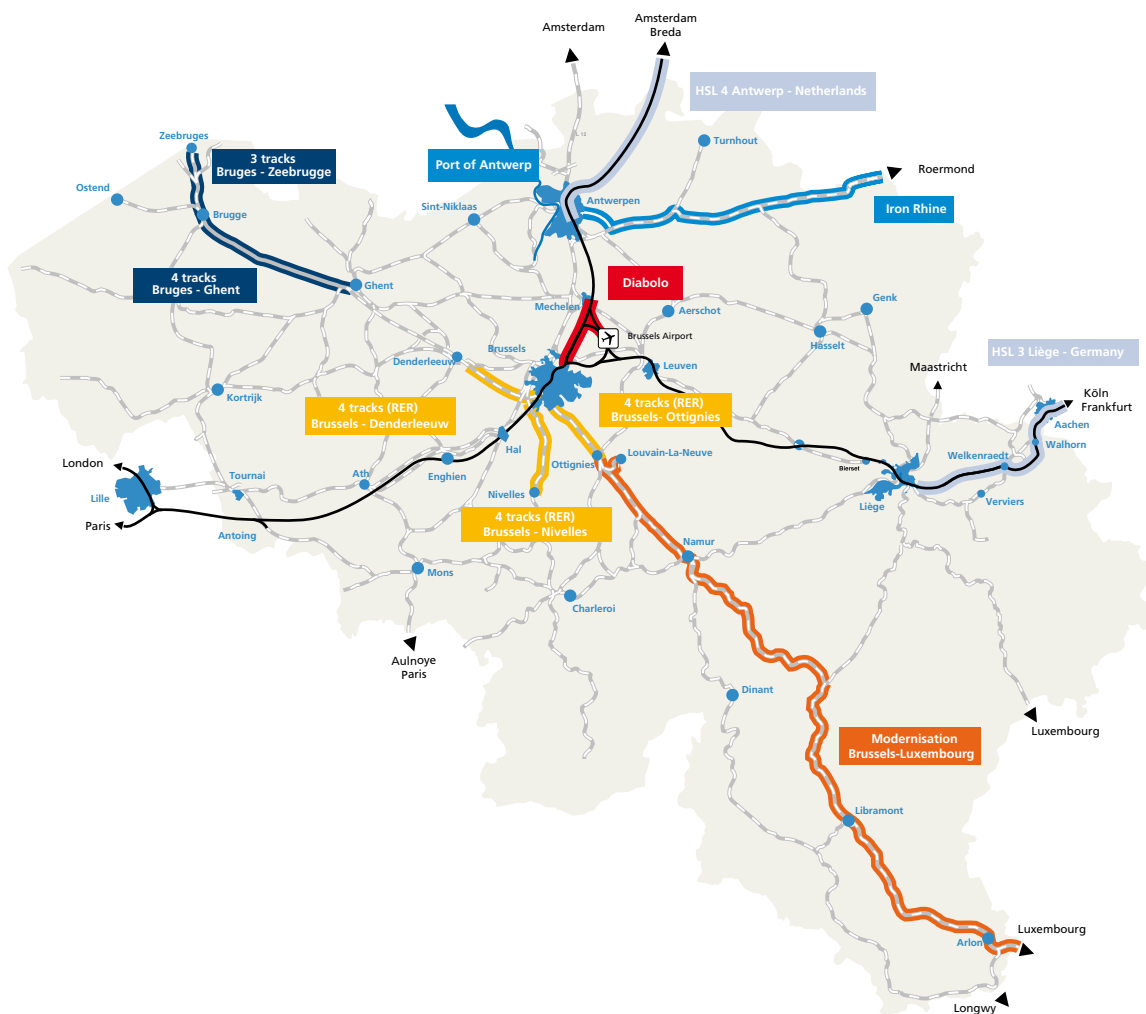 Amsterdam
Amsterdam
Breda
HSL 4 Antwerp - Netherlands
L 12
Zeebruges
Turnhout
3 tracks
Bruges - Zeebrugge
Port of Antwerp
Roermond
Ostend
Antwerpen
Sint-Niklaas
Iron Rhine
Brugge
4 tracks
Bruges - Ghent
Ghent
Diabolo
Mechelen
Aerschot
Genk
Brussels Airport
Hasselt
Brussels
HSL 3 Liège - Germany
Denderleeuw
Leuven
Maastricht
Köln
Frankfurt
Kortrijk
4 tracks (RER)
Brussels - Denderleeuw
4 tracks (RER)
Brussels- Ottignies
Aachen
Walhorn
Hal
Louvain-La-Neuve
Welkenraedt
London
Ottignies
Bierset
Tournai
Ath
Enghien
Lille
Nivelles
Liège
Verviers
Paris
4 tracks (RER)
Brussels - Nivelles
Antoing
Namur
Mons
Charleroi
Aulnoye
Paris
Dinant
Luxembourg
Modernisation
Brussels-Luxembourg
Libramont
Luxembourg
Arlon
Longwy